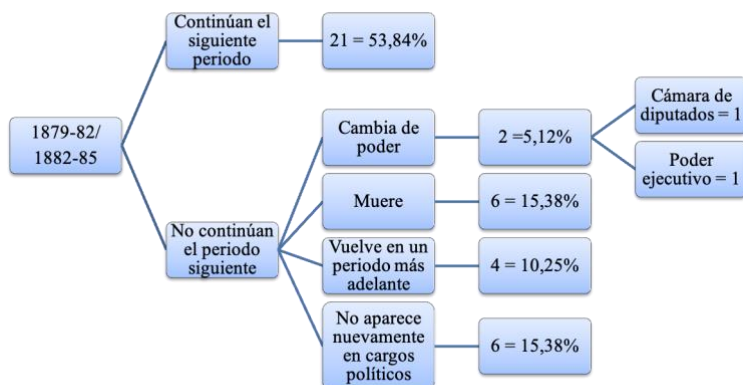 1879-82/
1882-85
Continúan el
siguiente
periodo
21 = 53,84%
No continúan
el periodo
siguiente
Cambia de
poder
2 =5,12%
Cámara de
diputados = 1
Poder
ejecutivo = 1
Muere
6 = 15,38%
Vuelve en un
periodo más
adelante
4 = 10,25%
No aparece
nuevamente
en cargos
políticos
6 = 15,38%